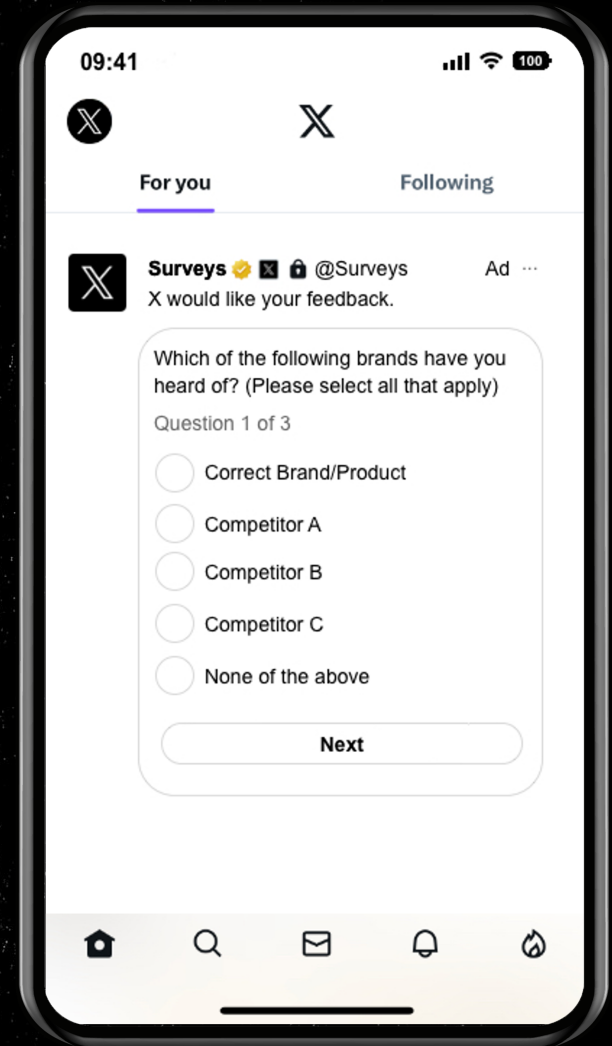 09:41
100
For you
Following
Surveys @Surveys
Ad ···
X would like your feedback.
Which of the following brands have you
heard of? (Please select all that apply)
Question 1 of 3
Correct Brand/Product
Competitor A
Competitor B
Competitor C
None of the above
Next